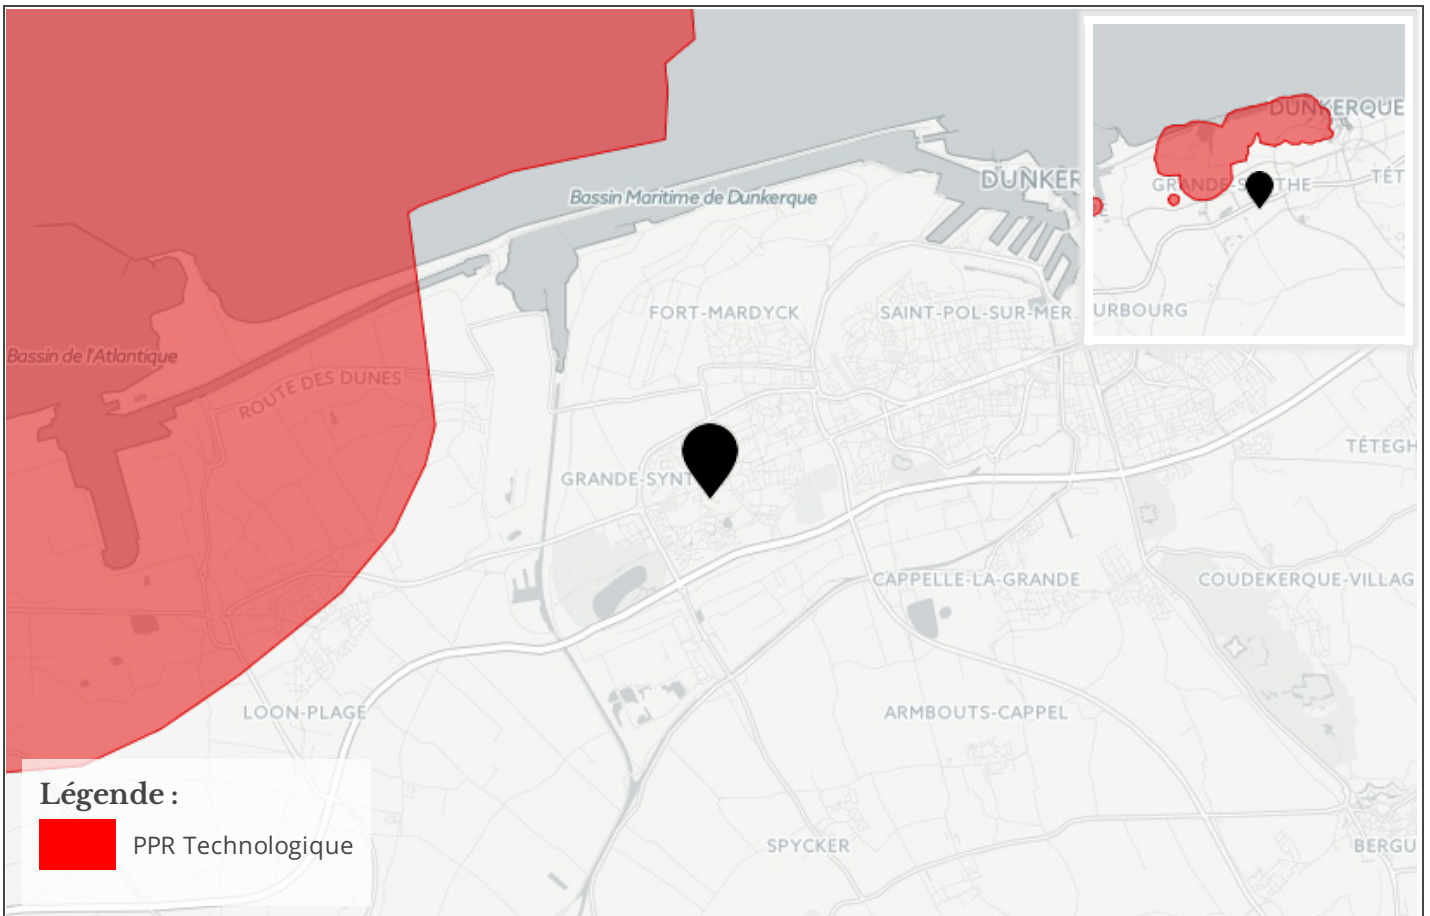 DUNKERQUE
GRANDE-S
THE
TÉT
E
URBOURG
DUNKER
Bassin Maritime de Dunkerque
FORT-MARDYCK
SAINT-POL-SUR-MER
Bassin de l'Atlantique
ROUTE DES DUNES
TÉTEGH
GRANDE-SYNT
CAPPELLE-LA-GRANDE
COUDEKERQUE-VILLAG
LOON-PLAGE
ARMBOUTS-CAPPEL
SPYCKER
BERGU
Légende :
PPR Technologique